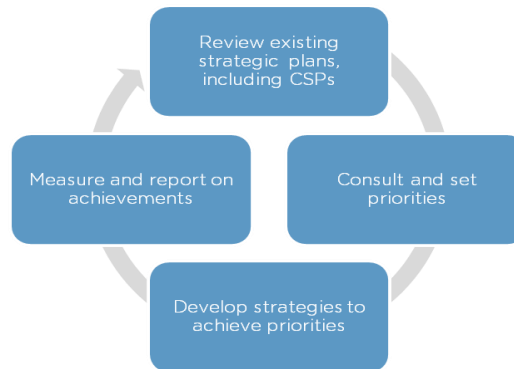 Review existing
strategic plans,
including CSPs
Consult and set
priorities
Develop strategies to
achieve priorities
Measure and report on
achievements